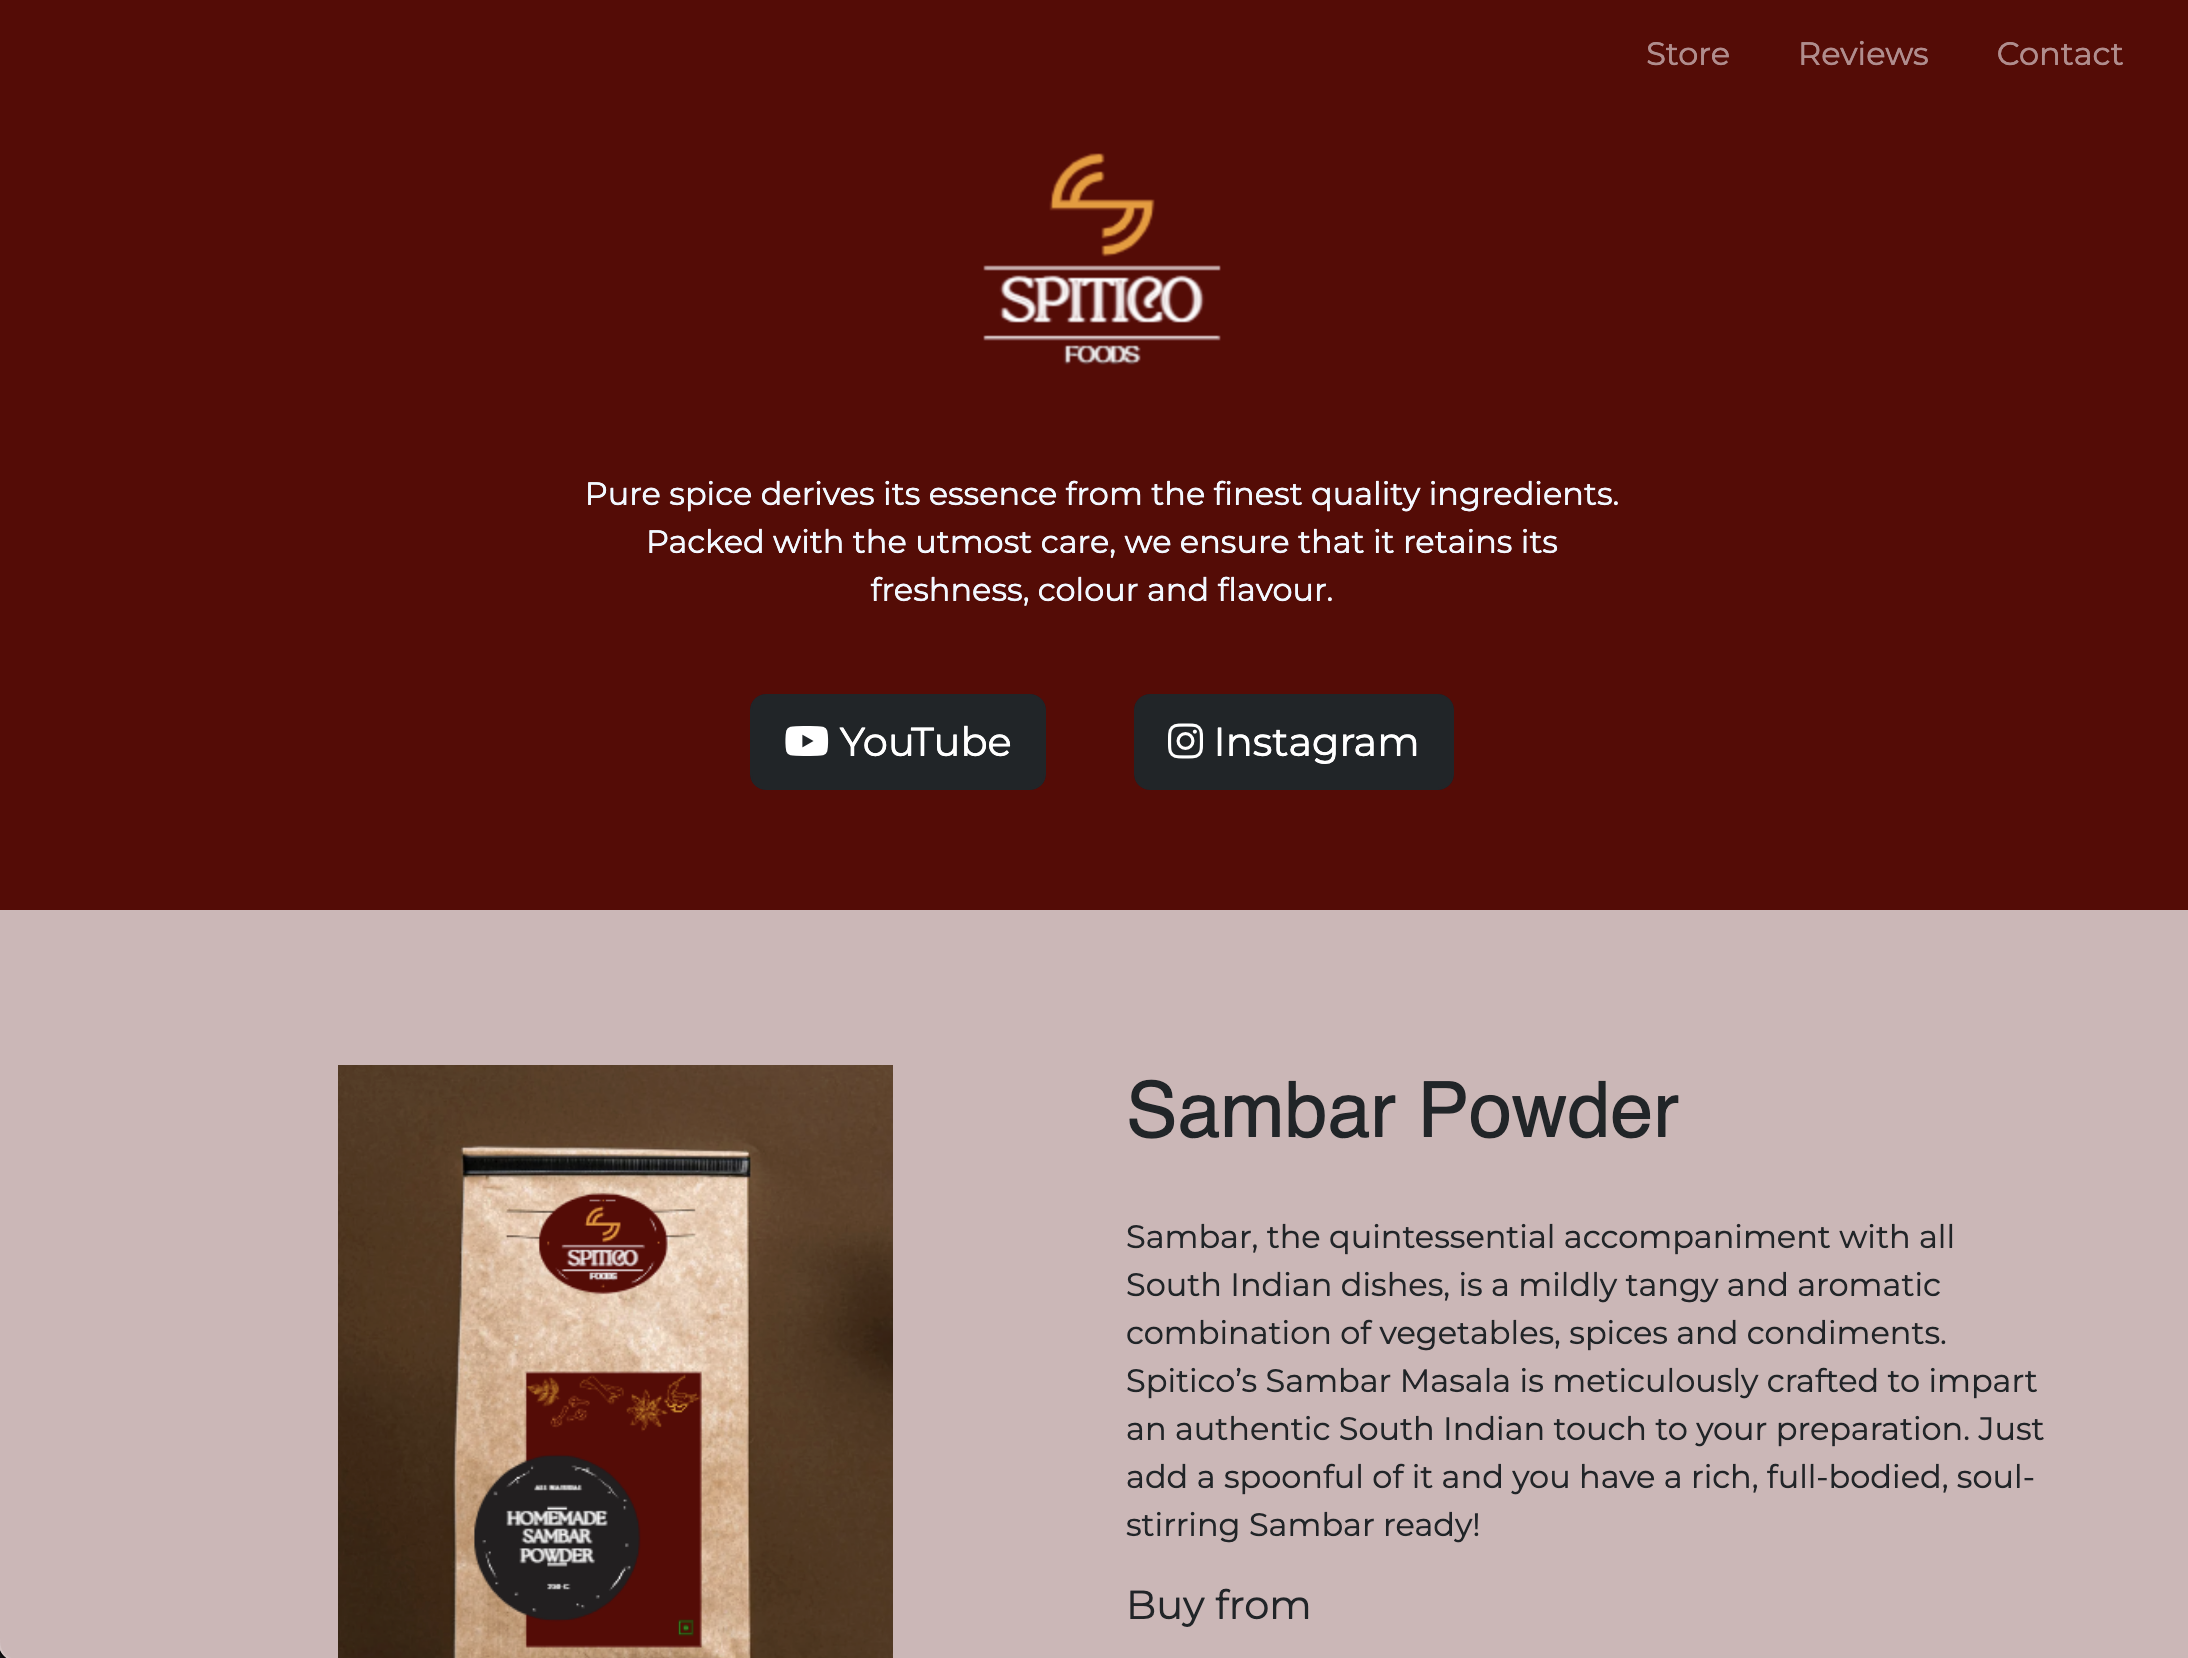 Store Reviews Contact
SPITICO
FOODS
Pure spice derives its essence from the finest quality ingredients.
Packed with the utmost care, we ensure that it retains its
freshness, colour and flavour.
YouTube Instagram
SPITICO
FOODS
HOMEMADE
SAMBAR
POWDER
Sambar Powder
Sambar, the quintessential accompaniment with all
South Indian dishes, is a mildly tangy and aromatic
combination of vegetables, spices and condiments.
Spitico’s Sambar Masala is meticulously crafted to impart
an authentic South Indian touch to your preparation. Just
add a spoonful of it and you have a rich, full-bodied, soul-
stirring Sambar ready!
Buy from